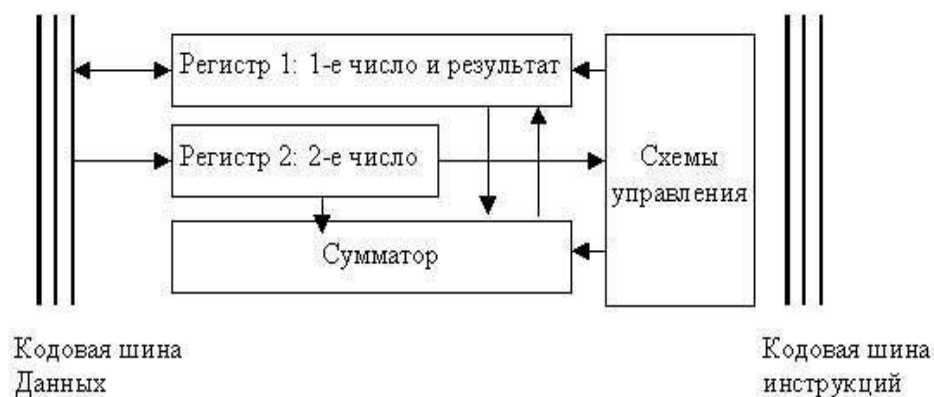 Регистр 1: 1-е число и результат
Регистр 2: 2-е число
Схемы
управления
Сумматор
Кодовая шина
Данных
Кодовая шина
инструкций